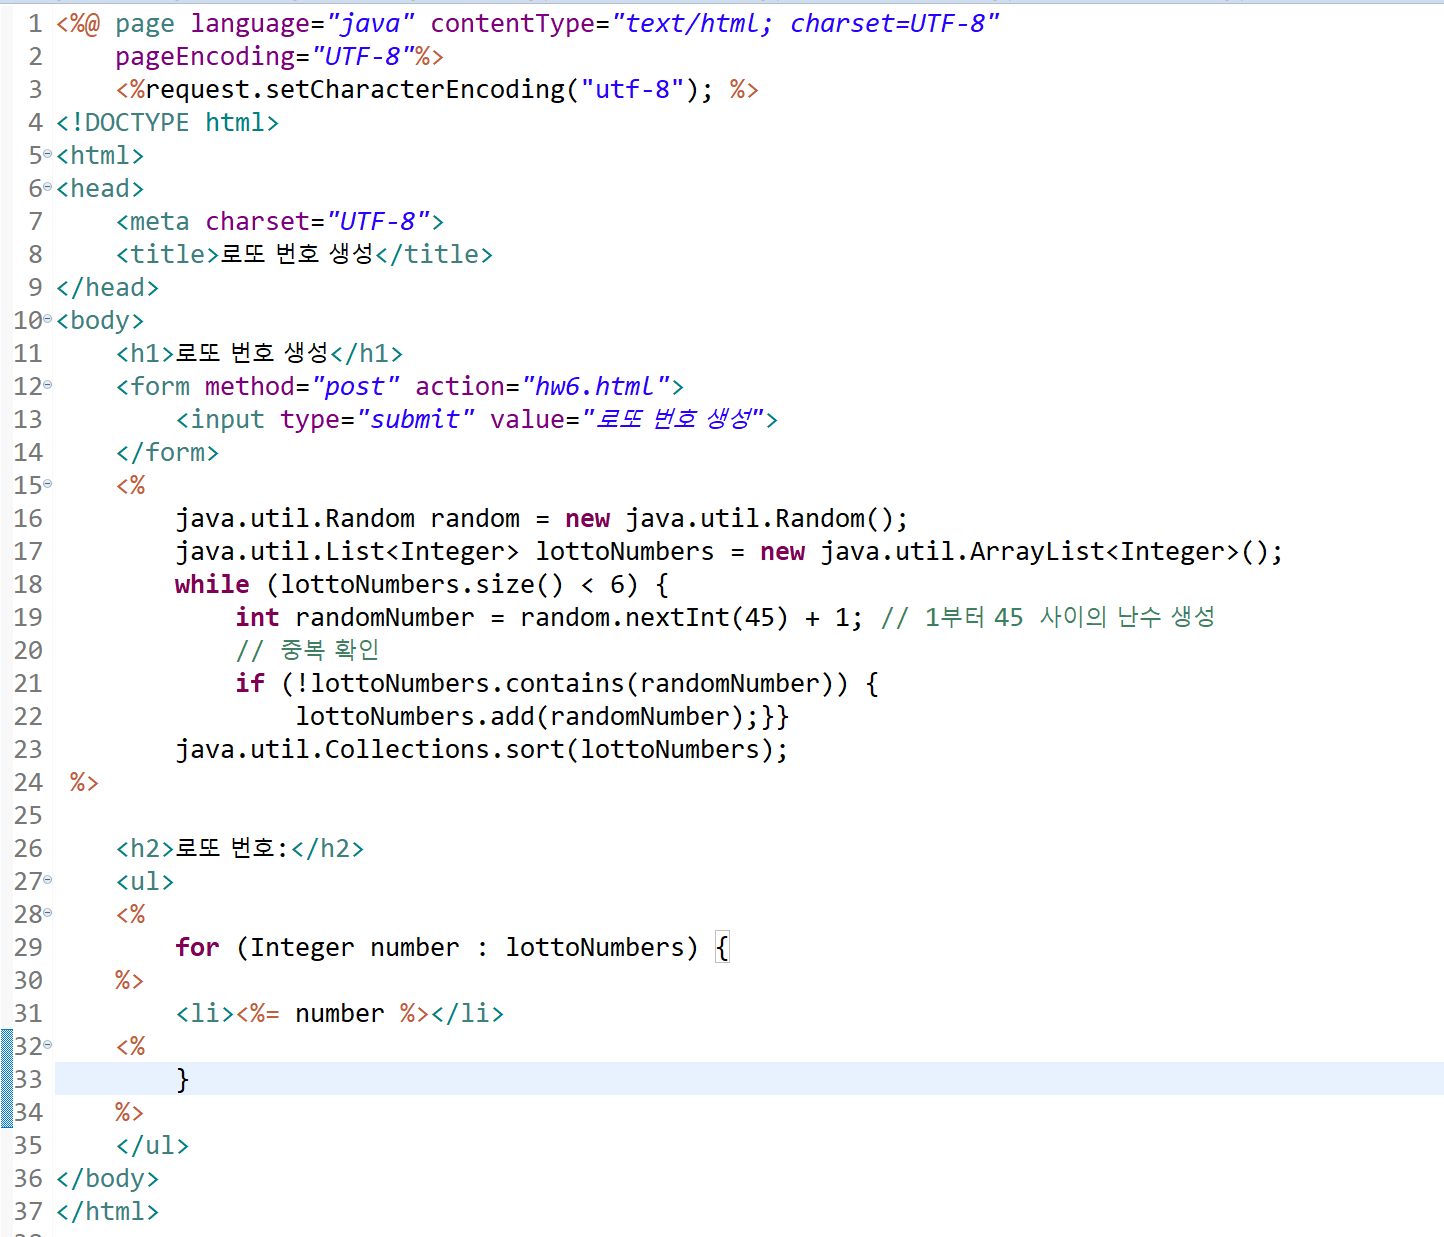 1 <%@ page language="java" contentType="text/html; charset=UTF-8"
2     pageEncoding="UTF-8"%>
3     <%request.setCharacterEncoding("utf-8"); %>
4 <!DOCTYPE html>
5 <html>
6 <head>
7     <meta charset="UTF-8">
8     <title>로또 번호 생성</title>
9 </head>
10 <body>
11     <h1>로또 번호 생성</h1>
12     <form method="post" action="hw6.html">
13         <input type="submit" value="로또 번호 생성">
14     </form>
15     <%
16         java.util.Random random = new java.util.Random();
17         java.util.List<Integer> lottoNumbers = new java.util.ArrayList<Integer>();
18         while (lottoNumbers.size() < 6) {
19             int randomNumber = random.nextInt(45) + 1; // 1부터 45 사이의 난수 생성
20             // 중복 확인
21             if (!lottoNumbers.contains(randomNumber)) {
22                 lottoNumbers.add(randomNumber);}}
23         java.util.Collections.sort(lottoNumbers);
24  %>
25
26     <h2>로또 번호:</h2>
27     <ul>
28     <%
29         for (Integer number : lottoNumbers) {
30     %>
31         <li><%= number %></li>
32     <%
33         }
34     %>
35     </ul>
36 </body>
37 </html>